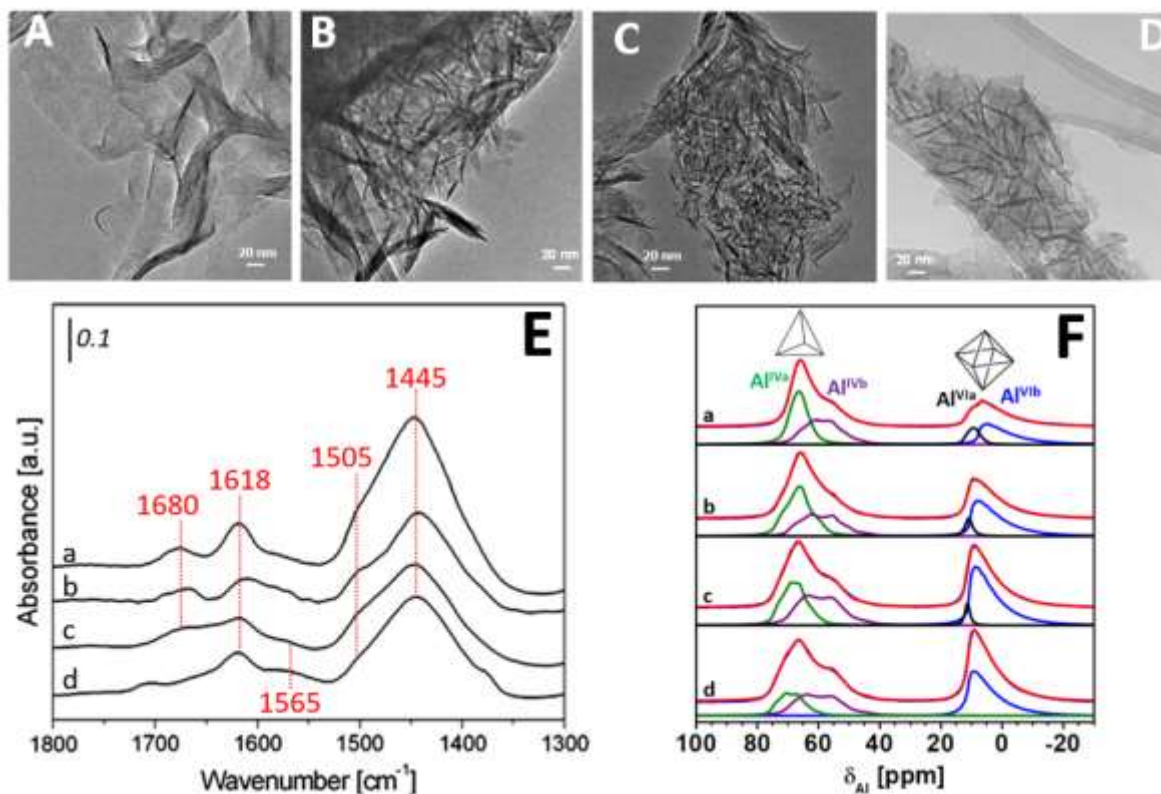 A
B
C
D
20 nm
20 nm
20 nm
20 nm
E
0.1
1445
1505
1618
1680
a
b
c
d
1565
Absorbance [a.u.]
1800 1700 1600 1500 1400 1300
Wavenumber [cm⁻¹]
F
Al^IVa Al^IVb Al^VIa Al^VIb
a
b
c
d
100 80 60 40 20 0 -20
δ_Al [ppm]